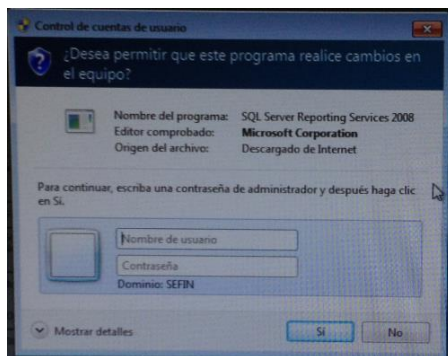 Control de cuentas de usuario
¿Desea permitir que este programa realice cambios en
el equipo?
Nombre del programa: SQL Server Reporting Services 2008
Editor comprobado: Microsoft Corporation
Origen del archivo: Descargado de Internet
Para continuar, escriba una contraseña de administrador y después haga clic
en Sí.
Nombre de usuario
Contraseña
Dominio: SEFIN
Mostrar detalles
Sí
No